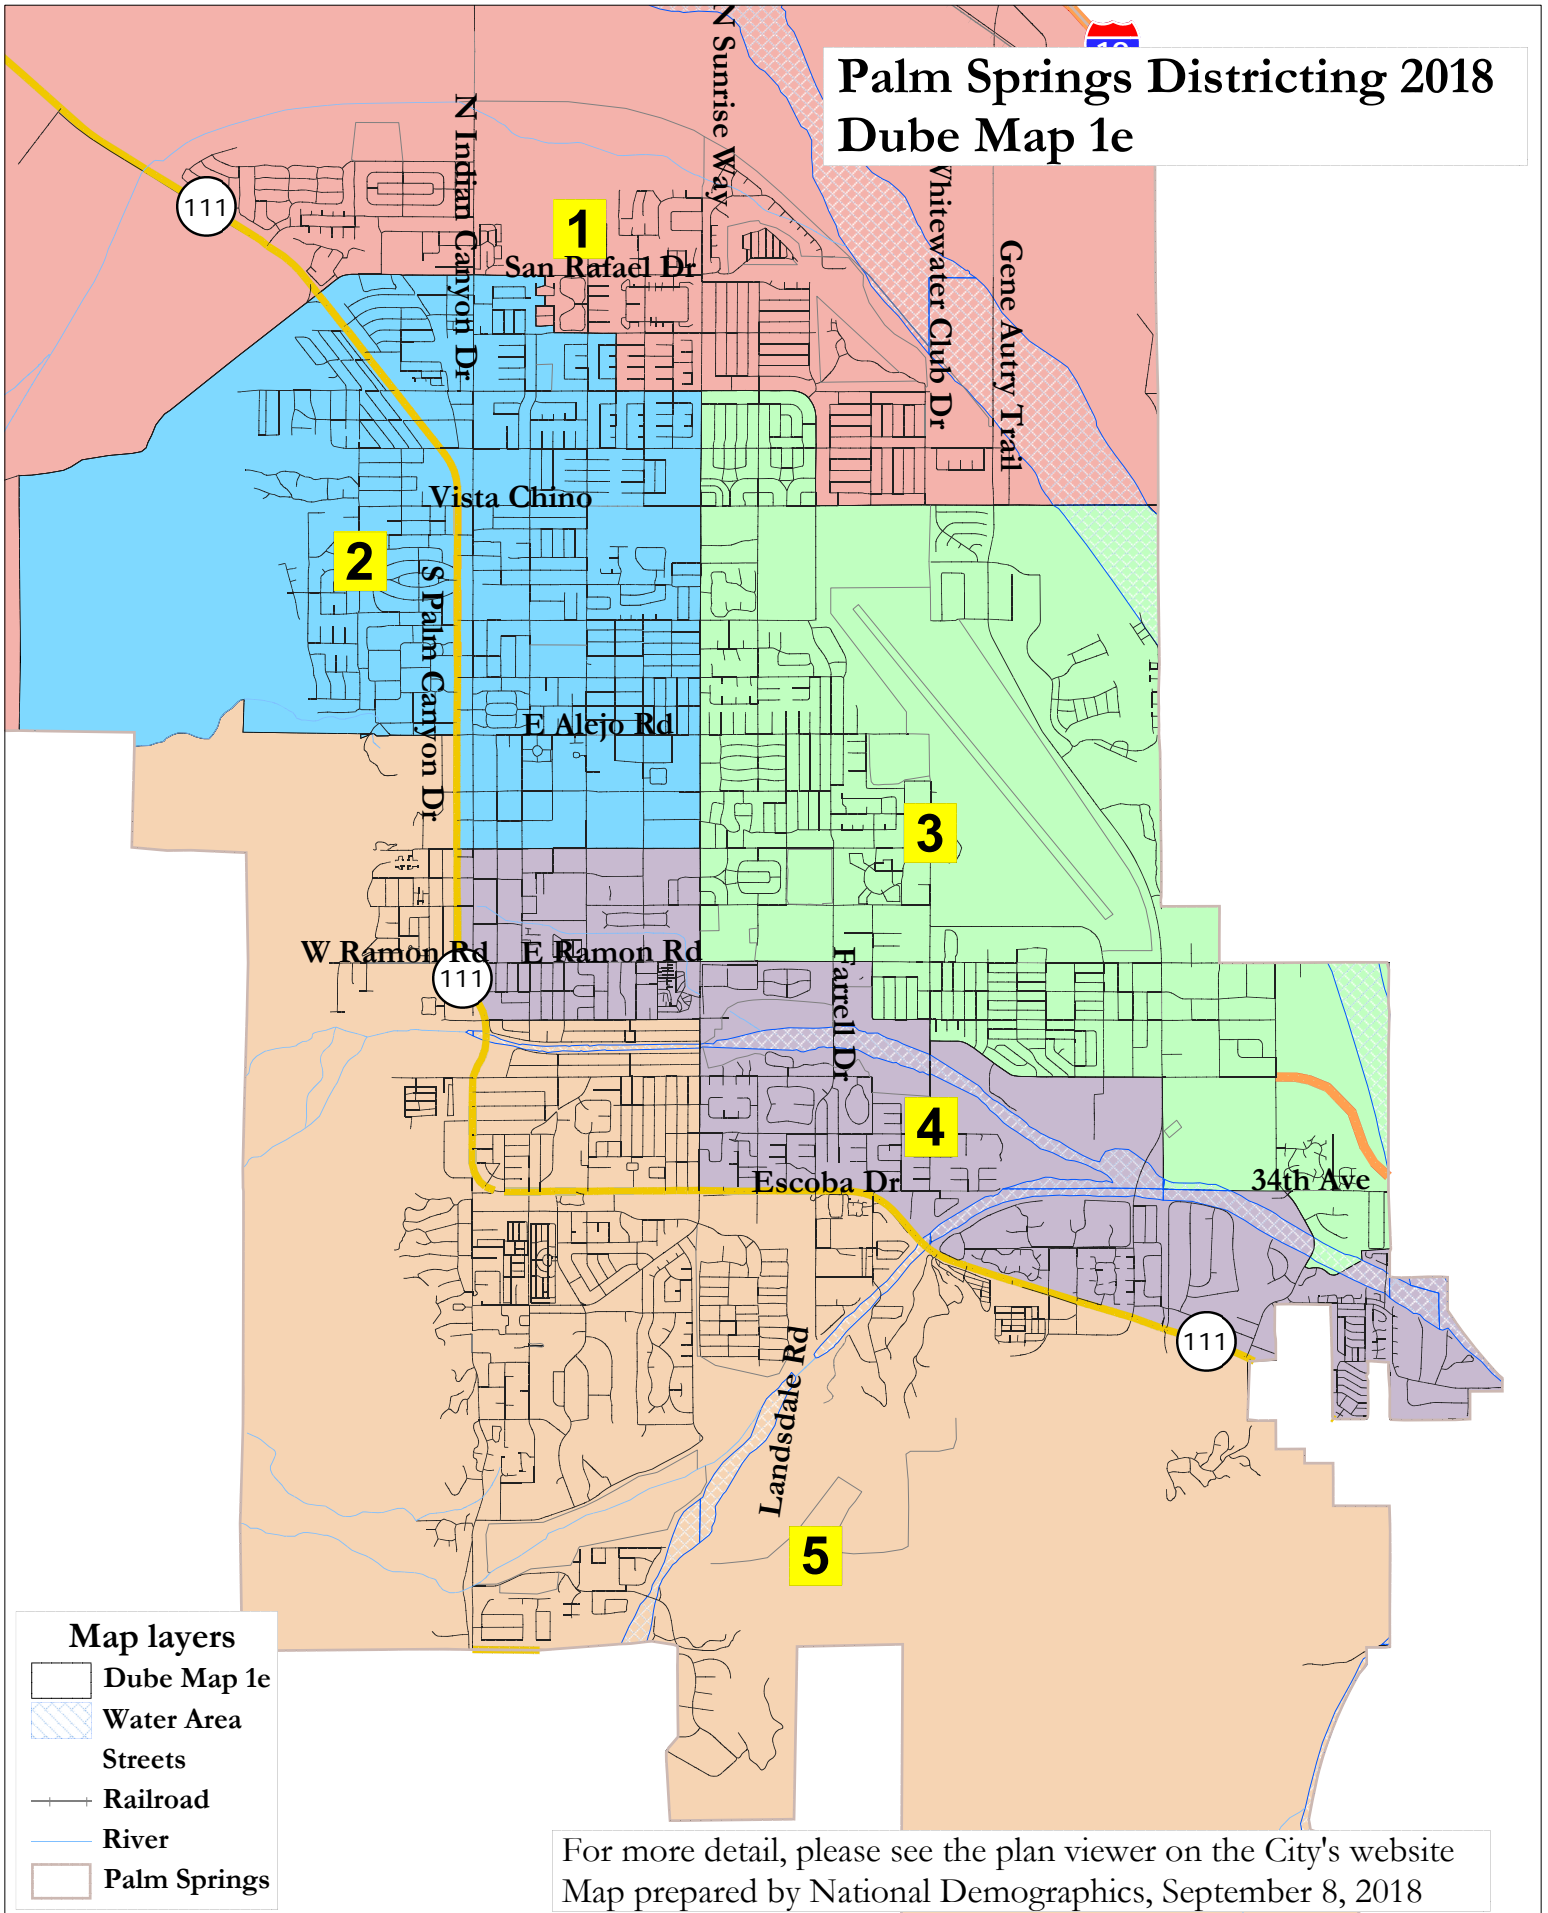 Palm Springs Districting 2018
Dube Map 1e
N Sunrise Way
N Indian Canyon Dr
111
1
San Rafael Dr
Whitewater Club Dr
Gene Autry Trail
Vista Chino
2
S Palm Canyon Dr
E Alejo Rd
3
W Ramon Rd
E Ramon Rd
111
Farrell Dr
4
Escoba Dr
34th Ave
111
Landsdale Rd
5
Map layers
Dube Map 1e
Water Area
Streets
Railroad
River
Palm Springs
For more detail, please see the plan viewer on the City's website
Map prepared by National Demographics, September 8, 2018